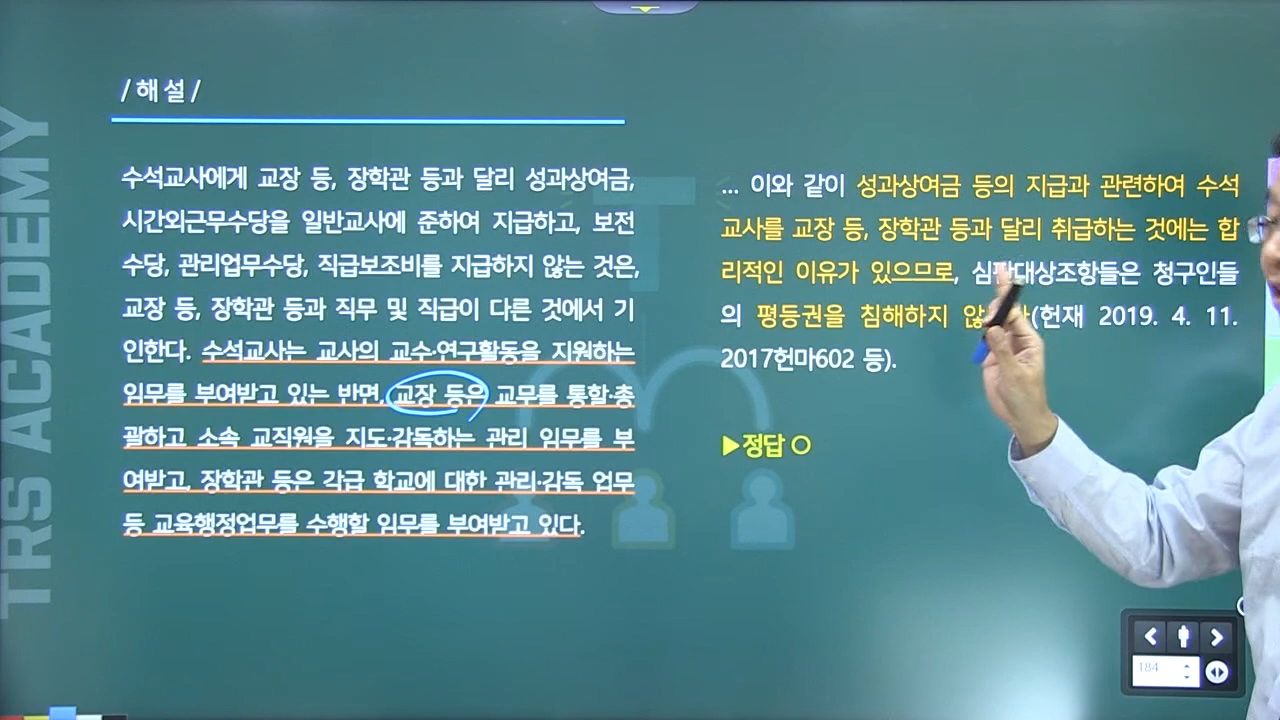 / 해 설 /
수석교사에게 교장 등, 장학관 등과 달리 성과상여금,
시간외근무수당을 일반교사에 준하여 지급하고, 보전
수당, 관리업무수당, 직급보조비를 지급하지 않는 것은,
교장 등, 장학관 등과 직무 및 직급이 다른 것에서 기
인한다. 수석교사는 교사의 교수·연구활동을 지원하는
임무를 부여받고 있는 반면, 교장 등은 교무를 통할·총
괄하고 소속 교직원을 지도·감독하는 관리 임무를 부
여받고, 장학관 등은 각급 학교에 대한 관리·감독 업무
등 교육행정업무를 수행할 임무를 부여받고 있다.
... 이와 같이 성과상여금 등의 지급과 관련하여 수석
교사를 교장 등, 장학관 등과 달리 취급하는 것에는 합
리적인 이유가 있으므로, 심판대상조항들은 청구인들
의 평등권을 침해하지 (헌재 2019. 4. 11.
2017헌마602 등).
▶정답 ○
TRS ACADEMY
184